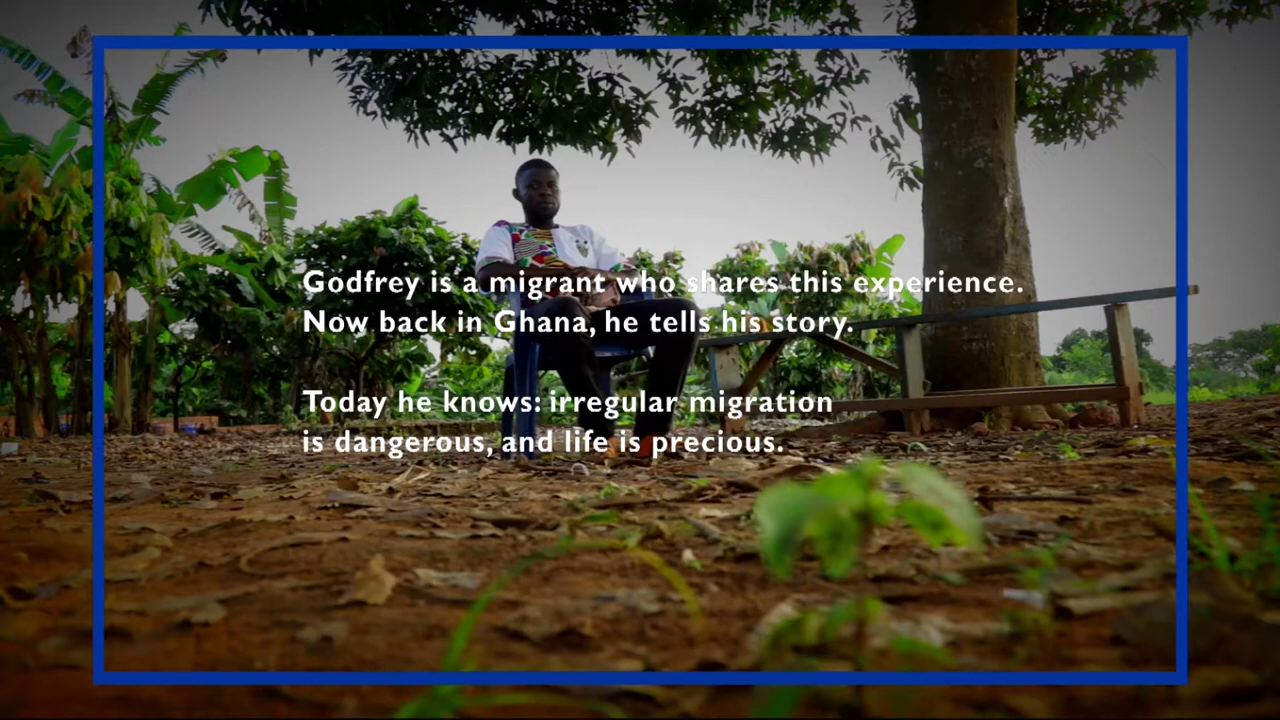 Godfrey is a migrant who shares this experience.
Now back in Ghana, he tells his story.
Today he knows: irregular migration
is dangerous, and life is precious.